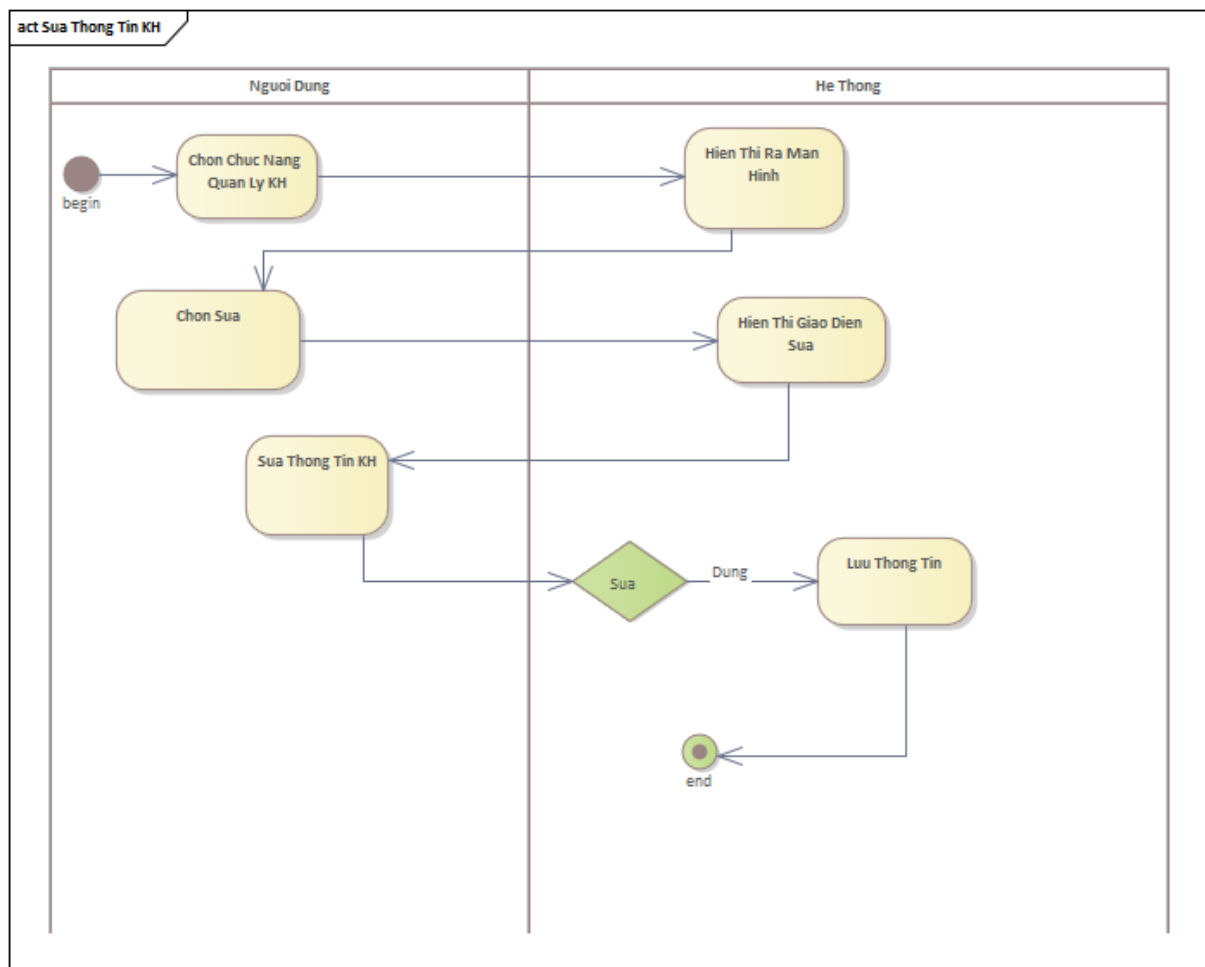 act Sua Thong Tin KH
Nguoi Dung
He Thong
Chon Chuc Nang
Quan Ly KH
Hien Thi Ra Man
Hinh
begin
Chon Sua
Hien Thi Giao Dien
Sua
Sua Thong Tin KH
Sua
Dung
Luu Thong Tin
end